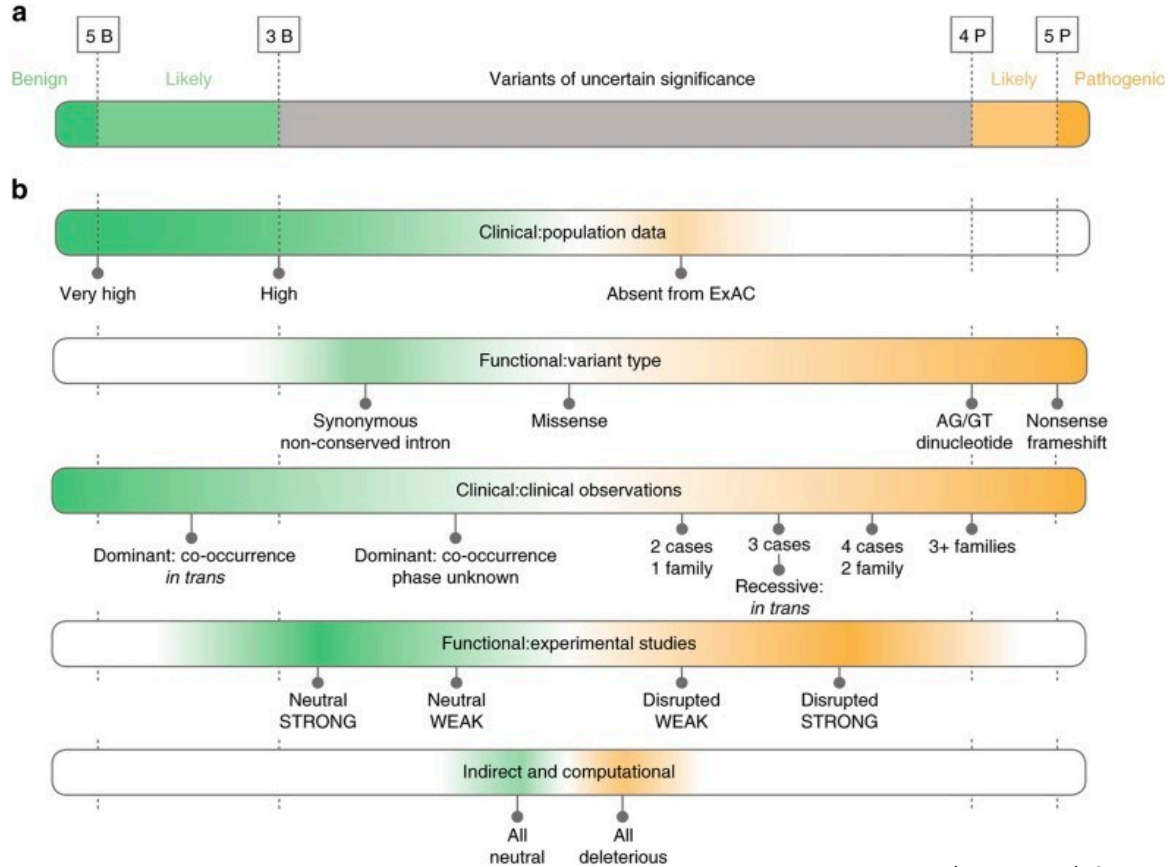 a
5 B
3 B
4 P
5 P
Benign
Likely
Variants of uncertain significance
Likely
Pathogenic
b
Clinical:population data
Very high
High
Absent from ExAC
Functional:variant type
Synonymous
non-conserved intron
Missense
AG/GT
dinucleotide
Nonsense
frameshift
Clinical:clinical observations
Dominant: co-occurrence
in trans
Dominant: co-occurrence
phase unknown
2 cases
1 family
3 cases
Recessive:
in trans
4 cases
2 family
3+ families
Functional:experimental studies
Neutral
STRONG
Neutral
WEAK
Disrupted
WEAK
Disrupted
STRONG
Indirect and computational
All
neutral
All
deleterious